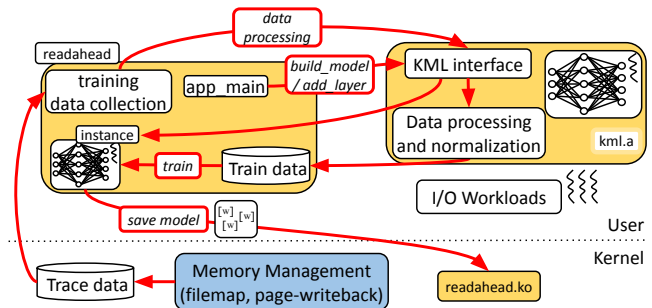 data
processing
readahead
training
data collection
app_main
build_model
/ add_layer
KML interface
instance
Data processing
and normalization
kml.a
train
Train data
I/O Workloads
save model
[w]
[w]
[w]
User
Kernel
Trace data
Memory Management
(filemap, page-writeback)
readahead.ko